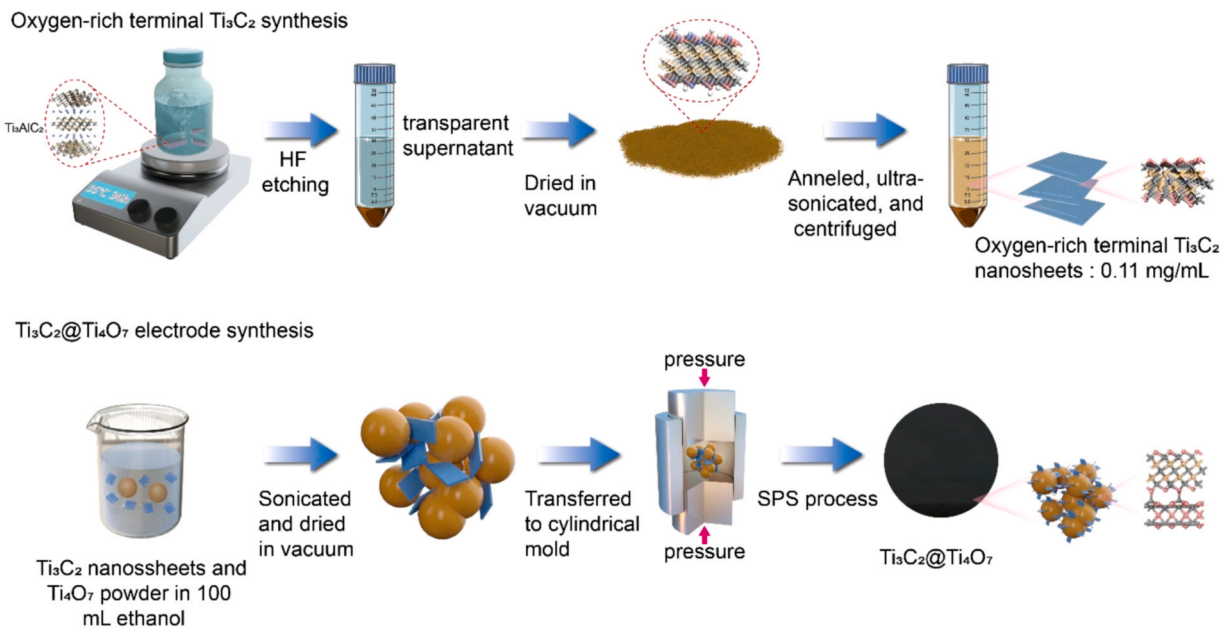 Oxygen-rich terminal Ti₃C₂ synthesis
Ti₃AlC₂
HF
etching
transparent
supernatant
Dried in
vacuum
Anneled, ultra-
sonicated, and
centrifuged
Oxygen-rich terminal Ti₃C₂
nanosheets : 0.11 mg/mL
Ti₃C₂@Ti₄O₇ electrode synthesis
Ti₃C₂ nanossheets and
Ti₄O₇ powder in 100
mL ethanol
Sonicated
and dried
in vacuum
Transferred
to cylindrical
mold
pressure
pressure
SPS process
Ti₃C₂@Ti₄O₇